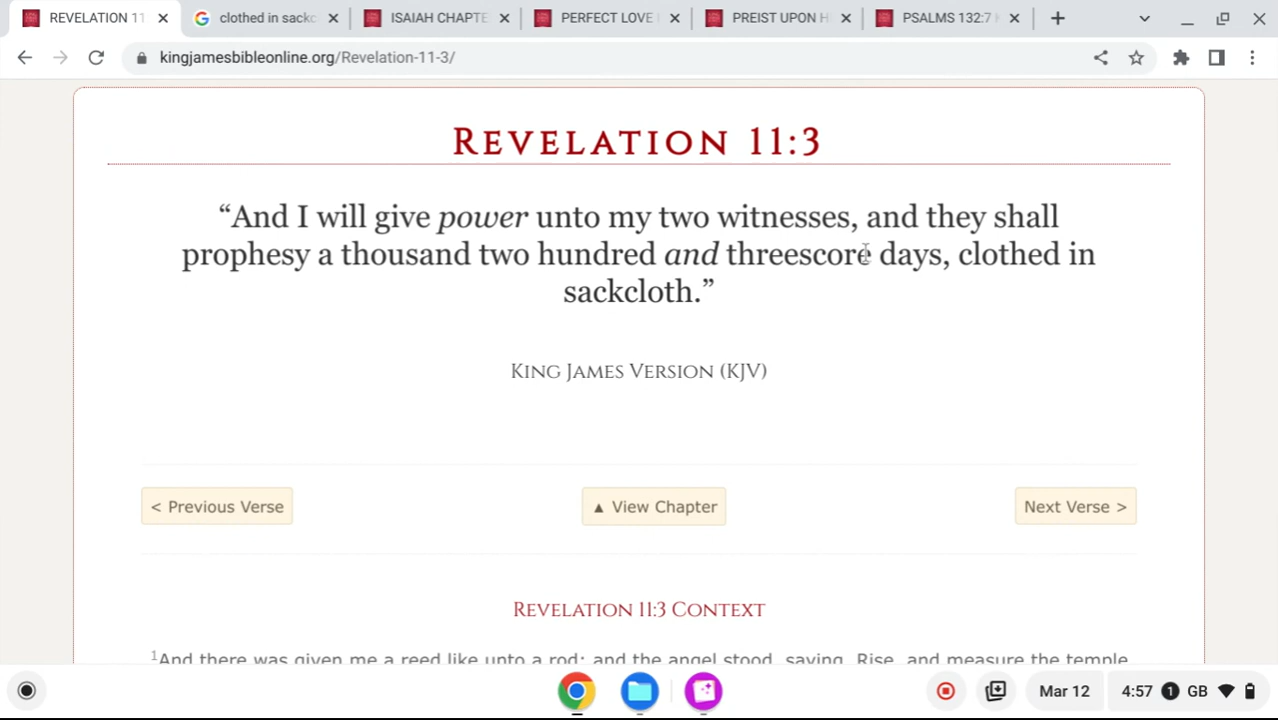 REVELATION 11
clothed in sackc
ISAIAH CHAPTE
PERFECT LOVE
PREIST UPON H
PSALMS 132:7
kingjamesbibleonline.org/Revelation-11-3/
REVELATION 11:3
“And I will give power unto my two witnesses, and they shall
prophesy a thousand two hundred and threescore days, clothed in
sackcloth.”
KING JAMES VERSION (KJV)
< Previous Verse
▲ View Chapter
Next Verse >
REVELATION 11:3 CONTEXT
1And there was given me a reed like unto a rod: and the angel stood, saying, Rise, and measure the temple
Mar 12
4:57
1
GB